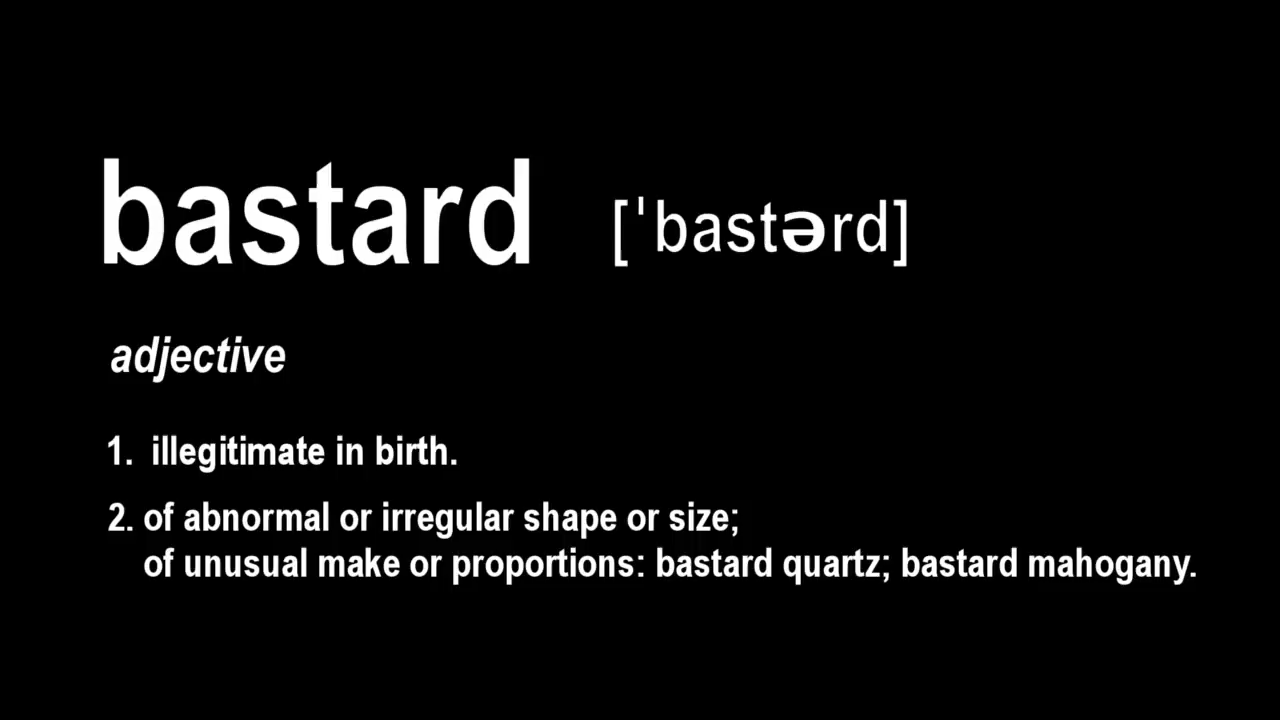 bastard [ˈbastərd]
adjective
1. illegitimate in birth.
2. of abnormal or irregular shape or size;
of unusual make or proportions: bastard quartz; bastard mahogany.